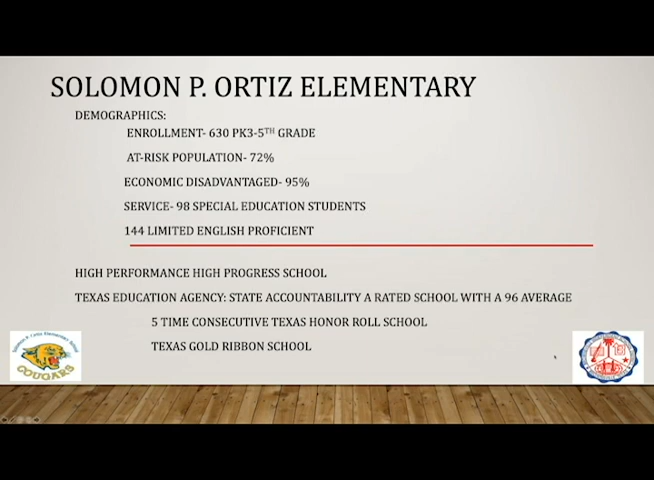 SOLOMON P. ORTIZ ELEMENTARY
DEMOGRAPHICS:
ENROLLMENT- 630 PK3-5TH GRADE
AT-RISK POPULATION- 72%
ECONOMIC DISADVANTAGED- 95%
SERVICE- 98 SPECIAL EDUCATION STUDENTS
144 LIMITED ENGLISH PROFICIENT
HIGH PERFORMANCE HIGH PROGRESS SCHOOL
TEXAS EDUCATION AGENCY: STATE ACCOUNTABILITY A RATED SCHOOL WITH A 96 AVERAGE
5 TIME CONSECUTIVE TEXAS HONOR ROLL SCHOOL
TEXAS GOLD RIBBON SCHOOL
COUGARS